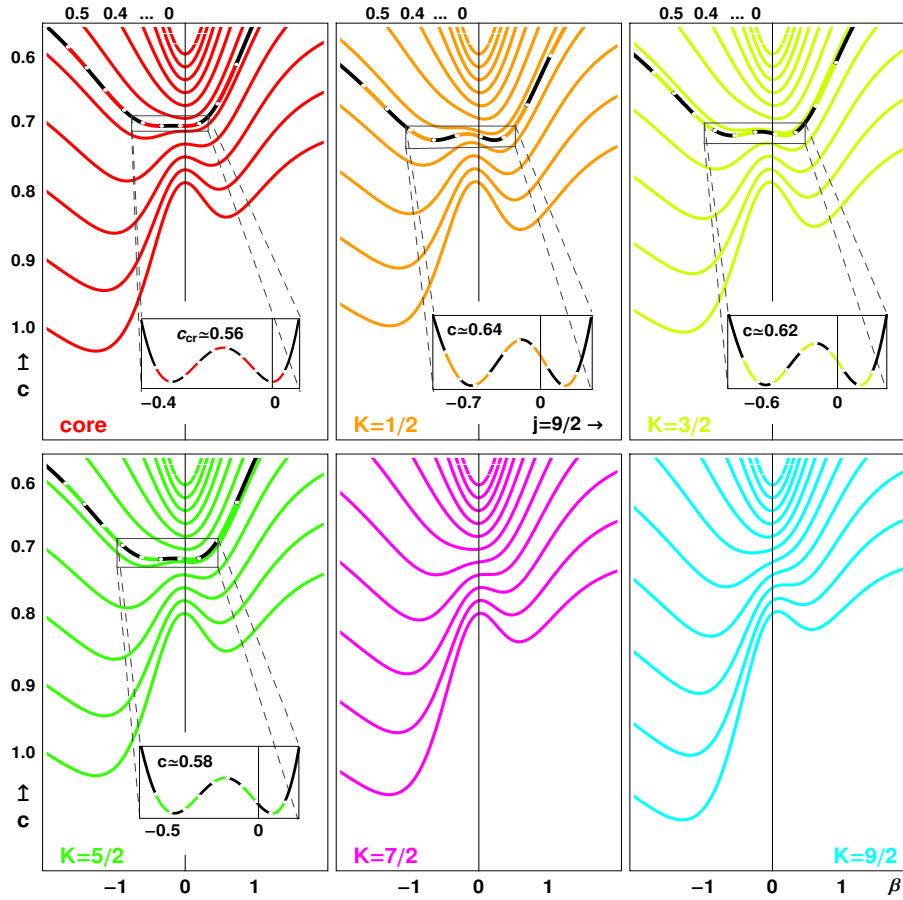 0.5 0.4 ... 0
0.5 0.4 ... 0
0.5 0.4 ... 0
0.6
0.7
0.8
0.9
1.0
↥
c
c_cr≃0.56
−0.4 0
core
c≃0.64
−0.7 0
K=1/2
j=9/2 →
c≃0.62
−0.6 0
K=3/2
0.6
0.7
0.8
0.9
1.0
↥
c
c≃0.58
−0.5 0
K=5/2
K=7/2
K=9/2
−1 0 1
−1 0 1
−1 0 1 β